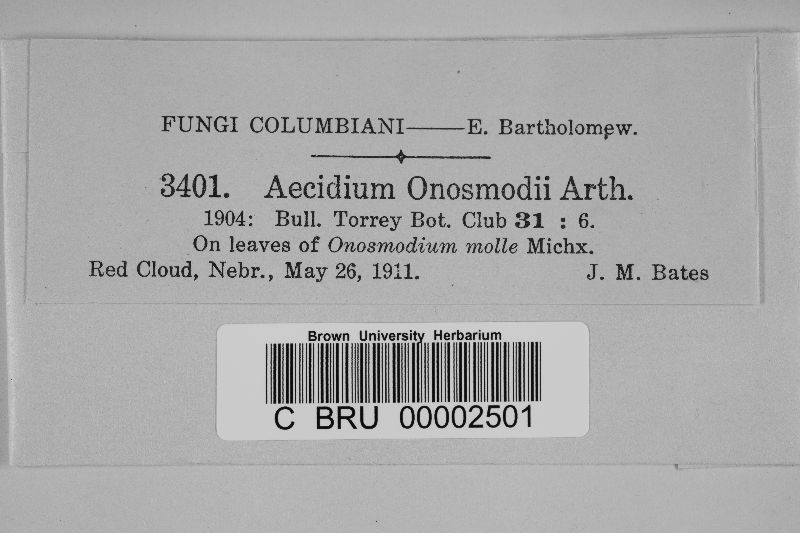 FUNGI COLUMBIANI——E. Bartholomew.
3401. Aecidium Onosmodii Arth.
1904: Bull. Torrey Bot. Club 31 : 6.
On leaves of Onosmodium molle Michx.
Red Cloud, Nebr., May 26, 1911. J. M. Bates
Brown University Herbarium
C BRU 00002501